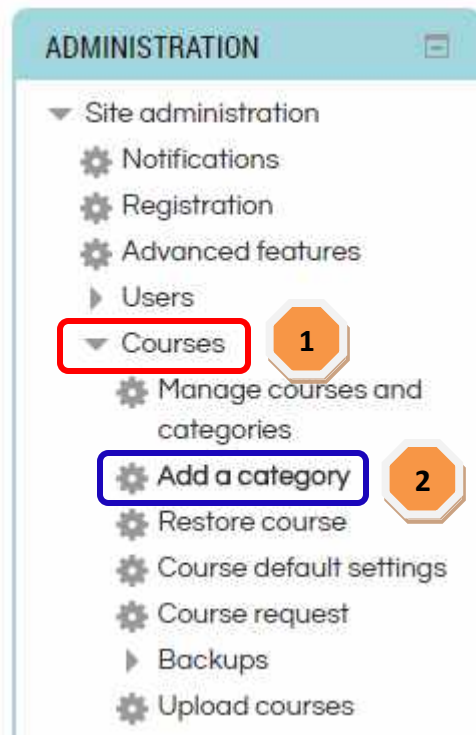 ADMINISTRATION
Site administration
Notifications
Registration
Advanced features
Users
Courses
1
Manage courses and
categories
Add a category
2
Restore course
Course default settings
Course request
Backups
Upload courses